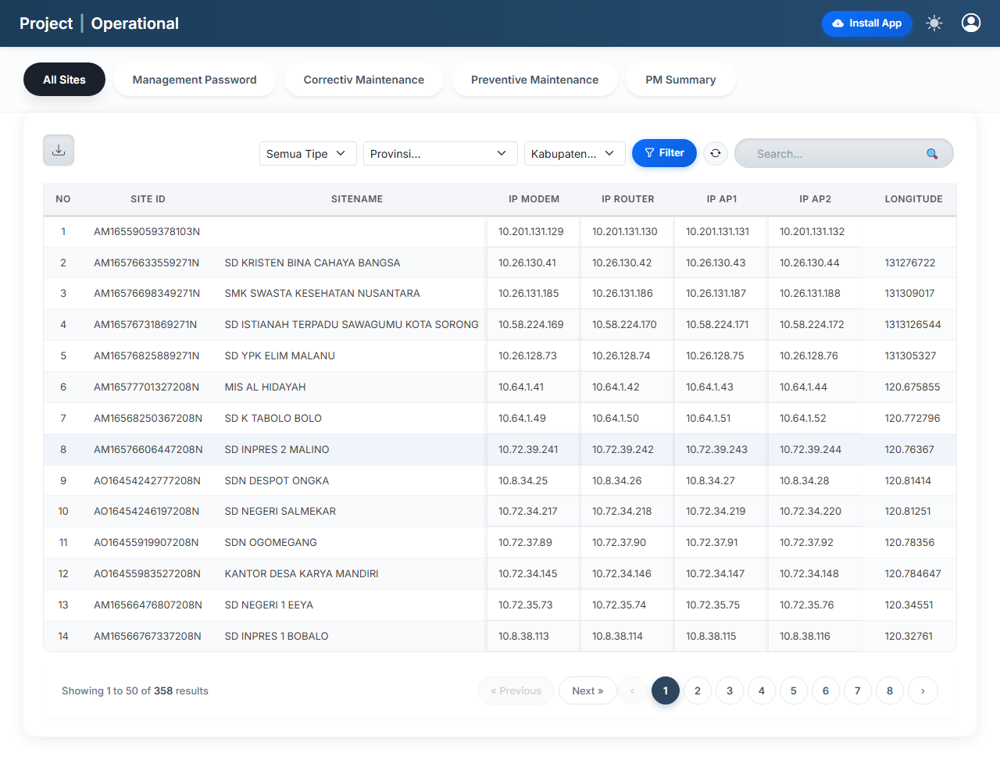 Project | Operational
Install App
All Sites
Management Password
Correctiv Maintenance
Preventive Maintenance
PM Summary
Semua Tipe
Provinsi...
Kabupaten...
Filter
Search...
NO SITE ID SITENAME IP MODEM IP ROUTER IP AP1 IP AP2 LONGITUDE
1 AM16559059378103N 10.201.131.129 10.201.131.130 10.201.131.131 10.201.131.132
2 AM16576633559271N SD KRISTEN BINA CAHAYA BANGSA 10.26.130.41 10.26.130.42 10.26.130.43 10.26.130.44 131276722
3 AM16576698349271N SMK SWASTA KESEHATAN NUSANTARA 10.26.131.185 10.26.131.186 10.26.131.187 10.26.131.188 131309017
4 AM16576731869271N SD ISTIANAH TERPADU SAWAGUMU KOTA SORONG 10.58.224.169 10.58.224.170 10.58.224.171 10.58.224.172 1313126544
5 AM16576825889271N SD YPK ELIM MALANU 10.26.128.73 10.26.128.74 10.26.128.75 10.26.128.76 131305327
6 AM16577701327208N MIS AL HIDAYAH 10.64.1.41 10.64.1.42 10.64.1.43 10.64.1.44 120.675855
7 AM16568250367208N SD K TABOLO BOLO 10.64.1.49 10.64.1.50 10.64.1.51 10.64.1.52 120.772796
8 AM16576606447208N SD INPRES 2 MALINO 10.72.39.241 10.72.39.242 10.72.39.243 10.72.39.244 120.76367
9 AO16454242777208N SDN DESPOT ONGKA 10.8.34.25 10.8.34.26 10.8.34.27 10.8.34.28 120.81414
10 AO16454246197208N SD NEGERI SALMEKAR 10.72.34.217 10.72.34.218 10.72.34.219 10.72.34.220 120.81251
11 AO16455919907208N SDN OGOMEGANG 10.72.37.89 10.72.37.90 10.72.37.91 10.72.37.92 120.78356
12 AO16455983527208N KANTOR DESA KARYA MANDIRI 10.72.34.145 10.72.34.146 10.72.34.147 10.72.34.148 120.784647
13 AM16566476807208N SD NEGERI 1 EEYA 10.72.35.73 10.72.35.74 10.72.35.75 10.72.35.76 120.34551
14 AM16566767337208N SD INPRES 1 BOBALO 10.8.38.113 10.8.38.114 10.8.38.115 10.8.38.116 120.32761
Showing 1 to 50 of 358 results
« Previous Next » ‹ 1 2 3 4 5 6 7 8 ›